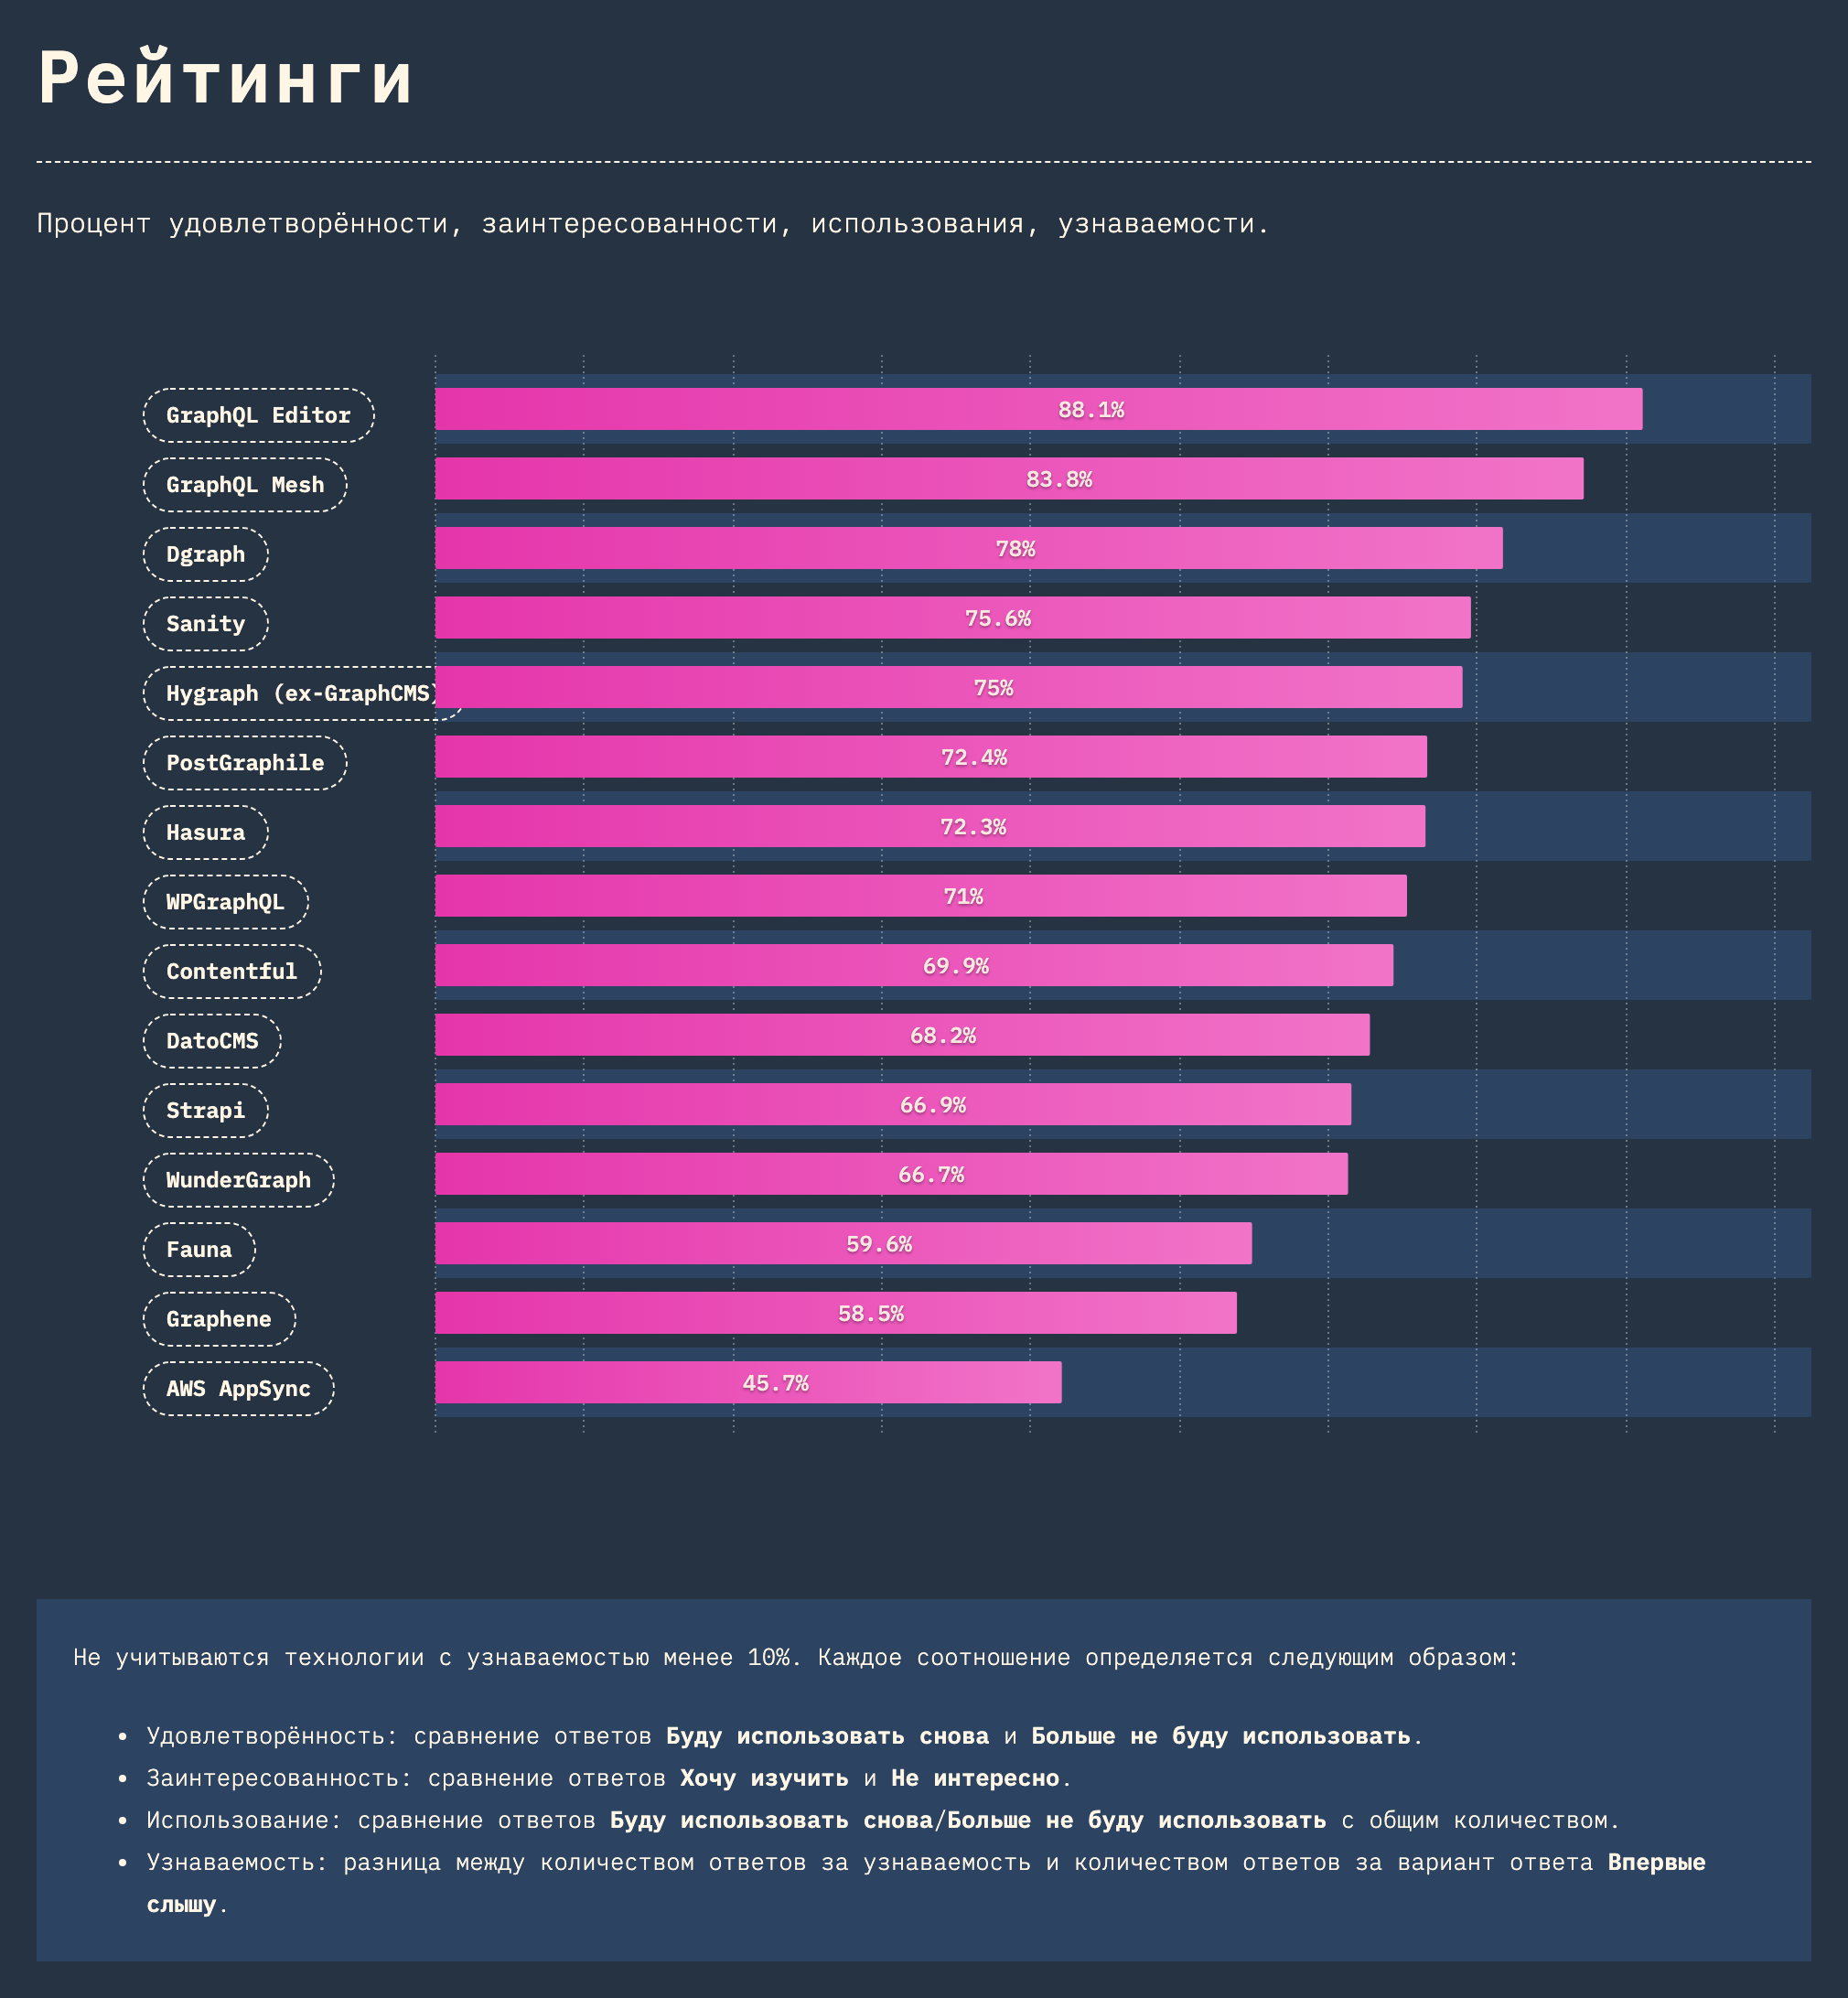 Рейтинги
Процент удовлетворённости, заинтересованности, использования, узнаваемости.
GraphQL Editor 88.1%
GraphQL Mesh 83.8%
Dgraph 78%
Sanity 75.6%
Hygraph (ex-GraphCMS) 75%
PostGraphile 72.4%
Hasura 72.3%
WPGraphQL 71%
Contentful 69.9%
DatoCMS 68.2%
Strapi 66.9%
WunderGraph 66.7%
Fauna 59.6%
Graphene 58.5%
AWS AppSync 45.7%
Не учитываются технологии с узнаваемостью менее 10%. Каждое соотношение определяется следующим образом:
• Удовлетворённость: сравнение ответов Буду использовать снова и Больше не буду использовать.
• Заинтересованность: сравнение ответов Хочу изучить и Не интересно.
• Использование: сравнение ответов Буду использовать снова/Больше не буду использовать с общим количеством.
• Узнаваемость: разница между количеством ответов за узнаваемость и количеством ответов за вариант ответа Впервые
слышу.